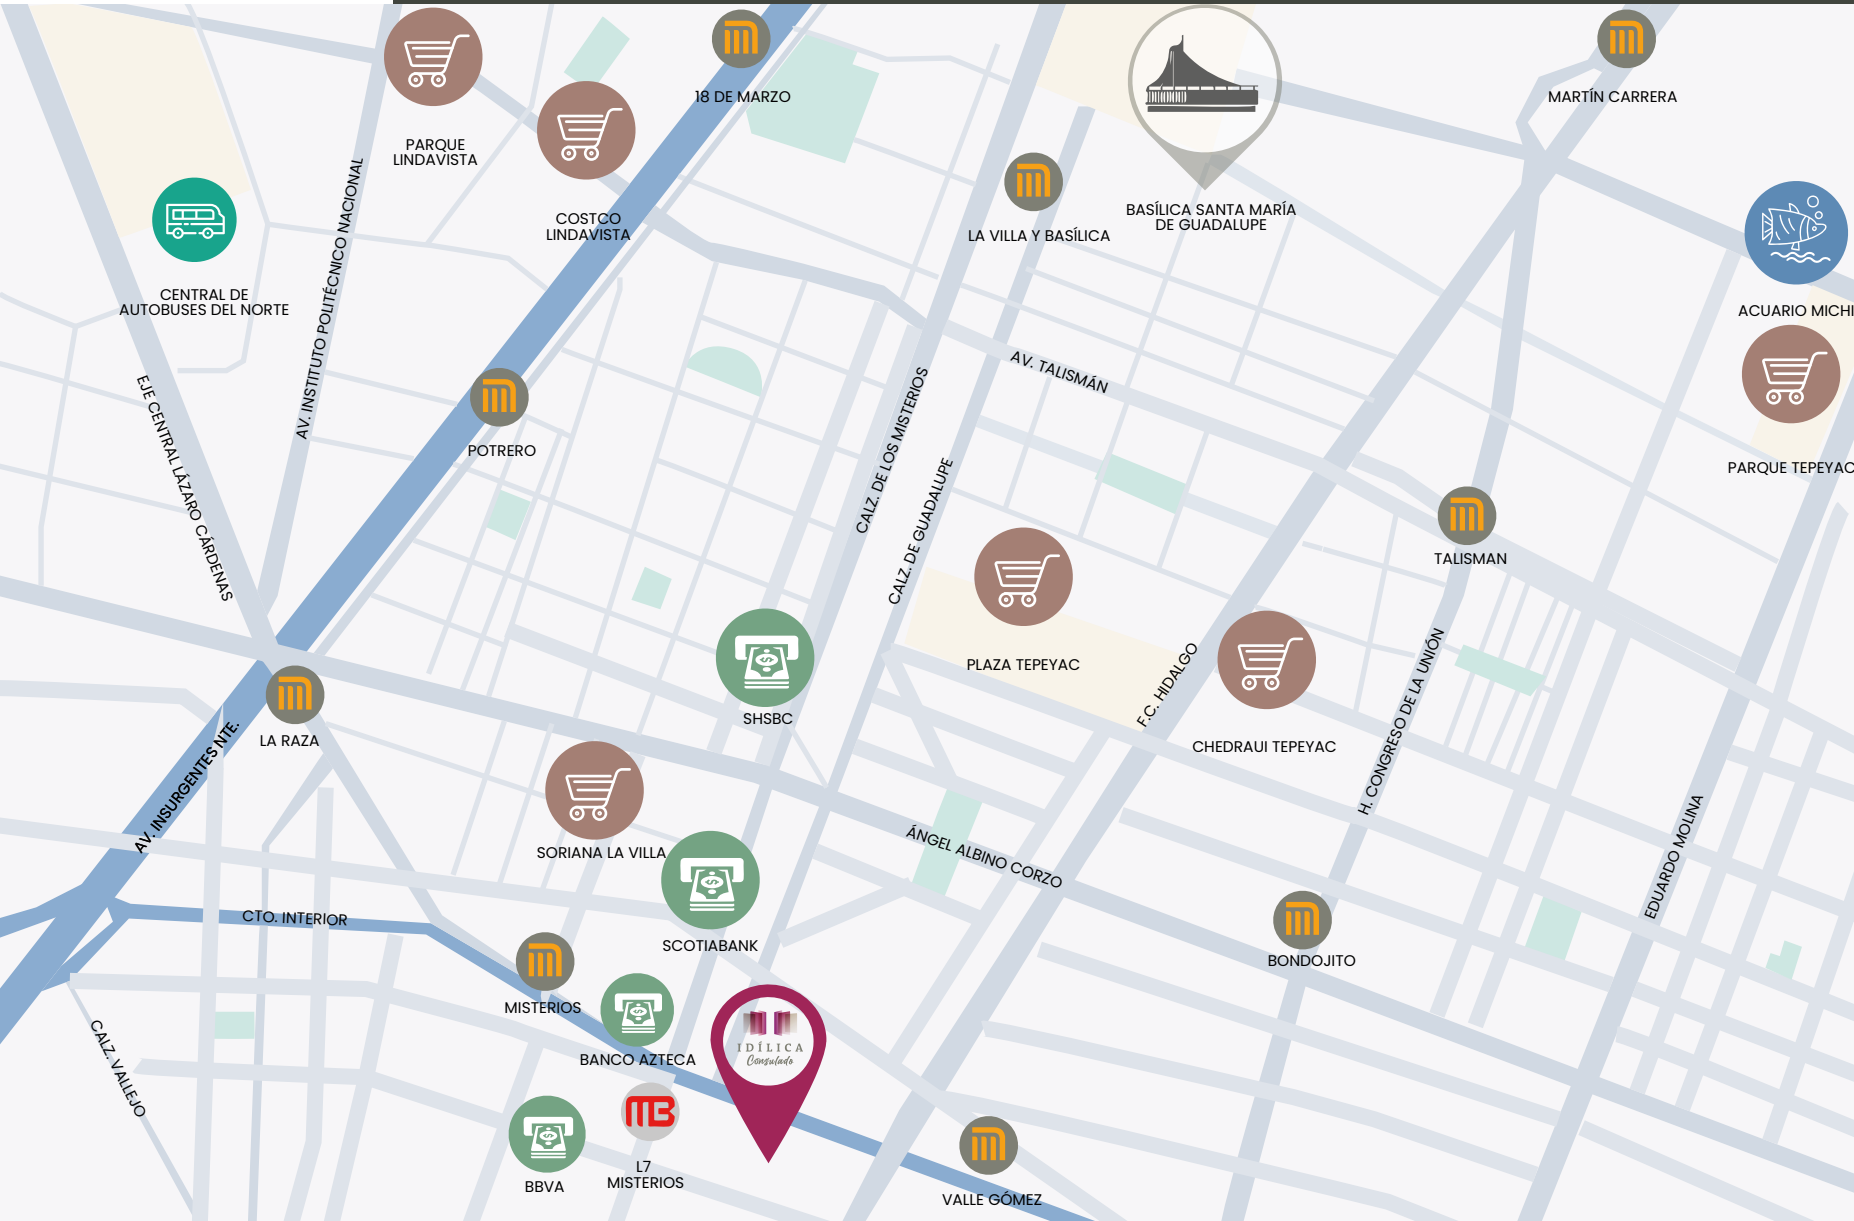 18 DE MARZO
MARTÍN CARRERA
PARQUE
LINDAVISTA
COSTCO
LINDAVISTA
LA VILLA Y BASÍLICA
BASÍLICA SANTA MARÍA
DE GUADALUPE
CENTRAL DE
AUTOBUSES DEL NORTE
AV. INSTITUTO POLITÉCNICO NACIONAL
ACUARIO MICHI
AV. TALISMÁN
EJE CENTRAL LÁZARO CÁRDENAS
POTRERO
CALZ. DE LOS MISTERIOS
CALZ. DE GUADALUPE
PARQUE TEPEYAC
TALISMAN
PLAZA TEPEYAC
F.C. HIDALGO
CHEDRAUI TEPEYAC
H. CONGRESO DE LA UNIÓN
SHSBC
LA RAZA
AV. INSURGENTES NTE.
SORIANA LA VILLA
ÁNGEL ALBINO CORZO
EDUARDO MOLINA
CTO. INTERIOR
SCOTIABANK
BONDOJITO
MISTERIOS
BANCO AZTECA
IDÍLICA
Consulado
CALZ. VALLEJO
MB
L7
MISTERIOS
BBVA
VALLE GÓMEZ